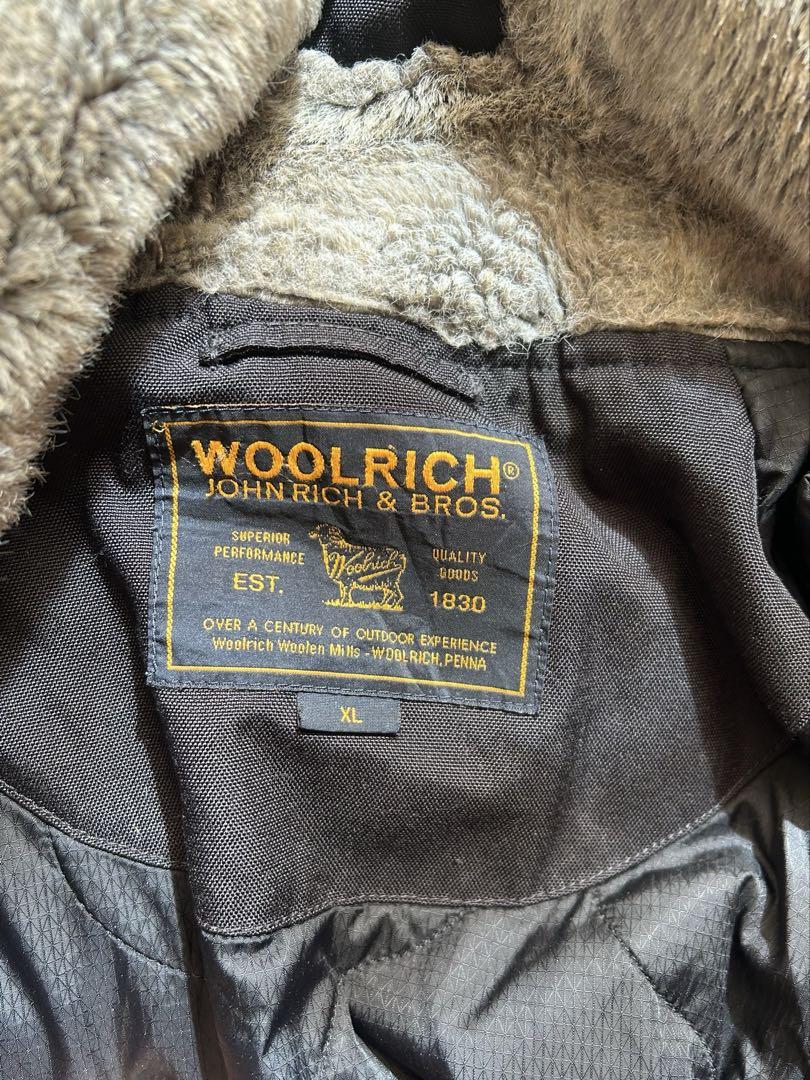 WOOLRICH®
JOHN RICH & BROS.
SUPERIOR
PERFORMANCE
EST.
Woolrich
QUALITY
GOODS
1830
OVER A CENTURY OF OUTDOOR EXPERIENCE
Woolrich Woolen Mills - WOOLRICH, PENNA
XL